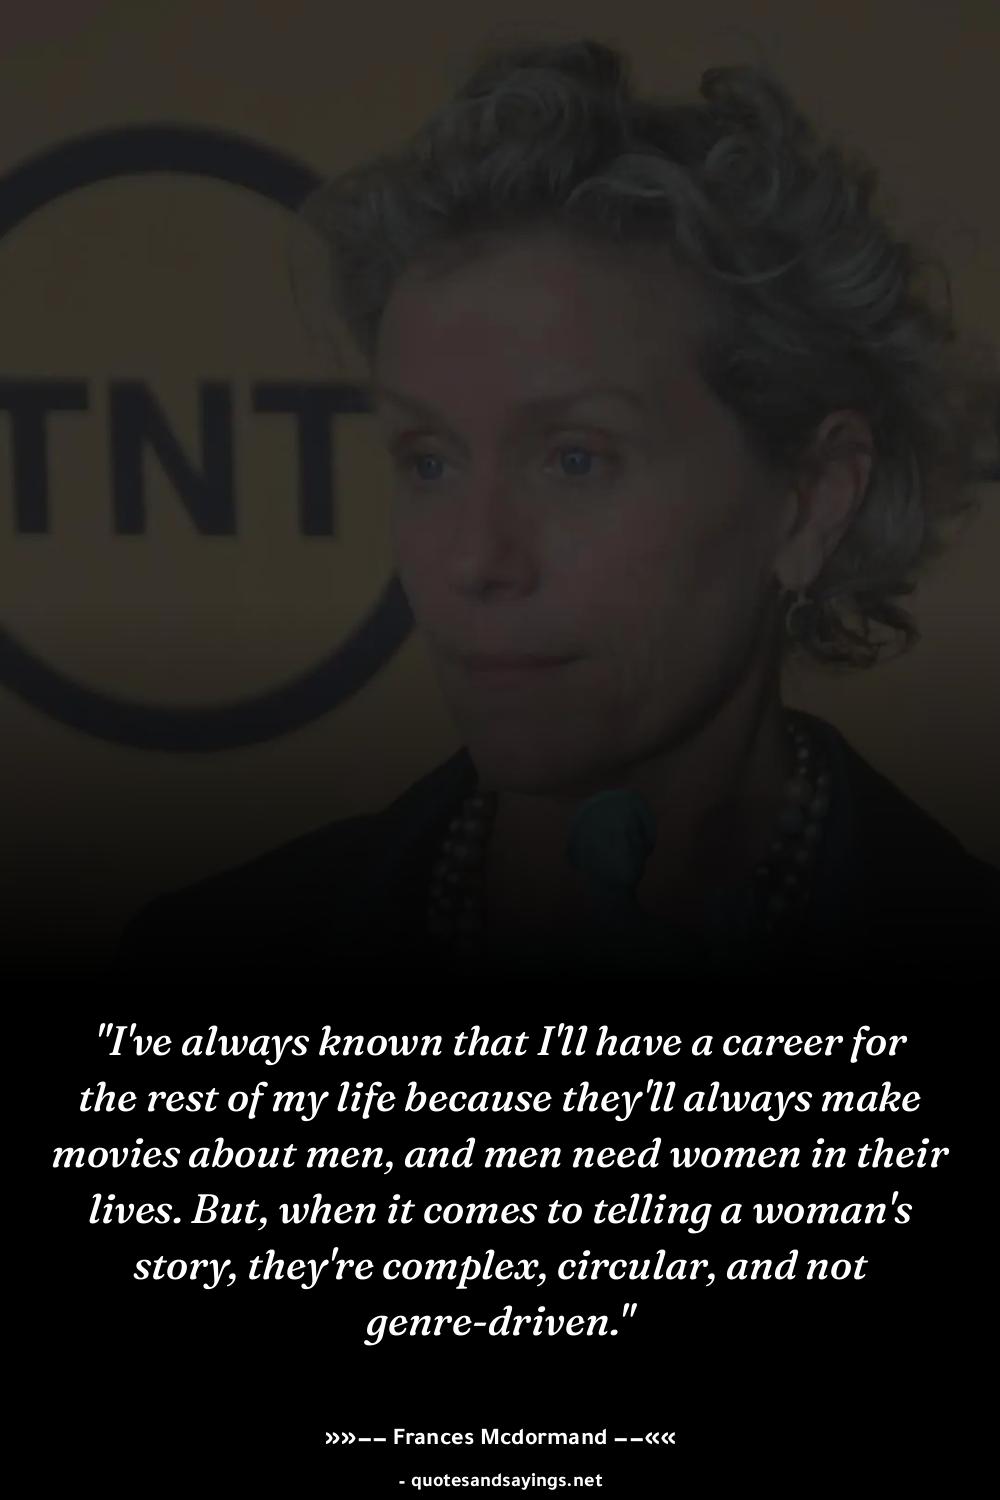 TNT
"I've always known that I'll have a career for
the rest of my life because they'll always make
movies about men, and men need women in their
lives. But, when it comes to telling a woman's
story, they're complex, circular, and not
genre-driven."
»»–– Frances Mcdormand ––««
- quotesandsayings.net